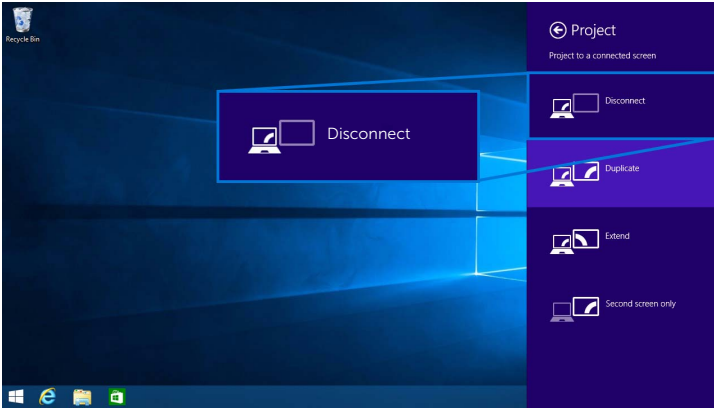 Recycle Bin
Project
Project to a connected screen
Disconnect
Disconnect
Duplicate
Extend
Second screen only